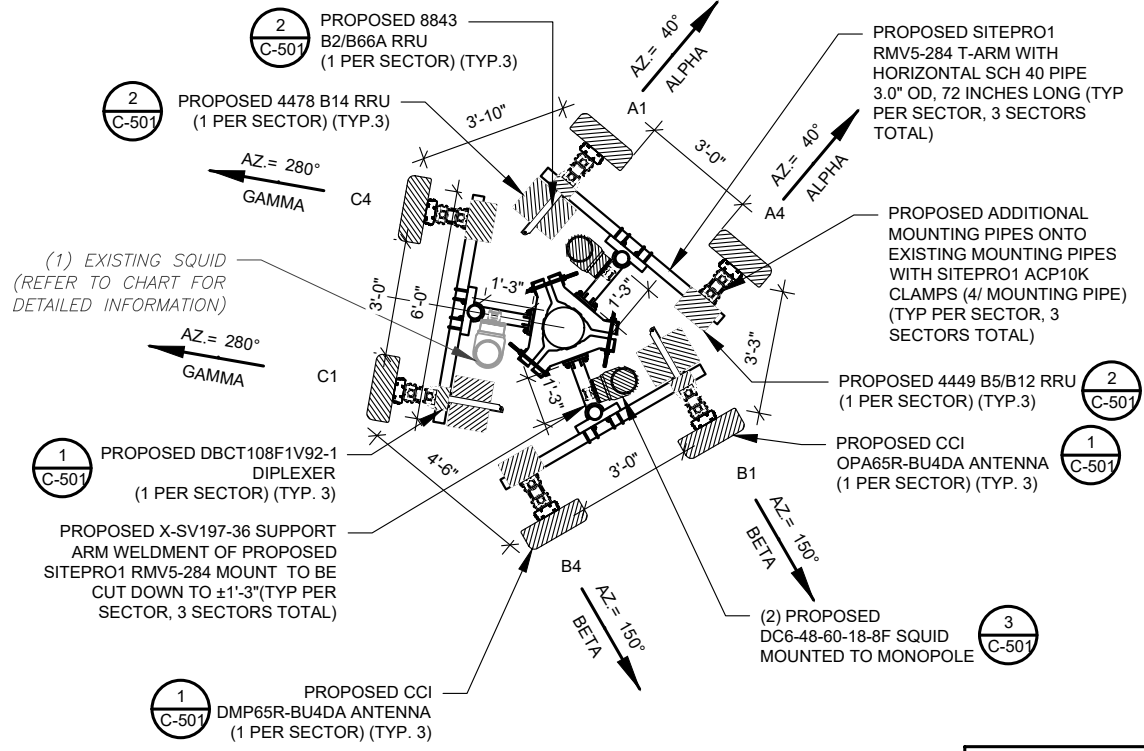 2
C-501
PROPOSED 8843
B2/B66A RRU
(1 PER SECTOR) (TYP.3)
2
C-501
PROPOSED 4478 B14 RRU
(1 PER SECTOR) (TYP.3)
AZ.= 40°
ALPHA
A1
3'-10"
3'-0"
AZ.= 40°
ALPHA
A4
PROPOSED SITEPRO1
RMV5-284 T-ARM WITH
HORIZONTAL SCH 40 PIPE
3.0" OD, 72 INCHES LONG (TYP
PER SECTOR, 3 SECTORS
TOTAL)
AZ.= 280°
GAMMA
C4
(1) EXISTING SQUID
(REFER TO CHART FOR
DETAILED INFORMATION)
PROPOSED ADDITIONAL
MOUNTING PIPES ONTO
EXISTING MOUNTING PIPES
WITH SITEPRO1 ACP10K
CLAMPS (4/ MOUNTING PIPE)
(TYP PER SECTOR, 3
SECTORS TOTAL)
3'-0"
6'-0"
1'-3"
1'-3"
1'-3"
3'-3"
AZ.= 280°
GAMMA
C1
PROPOSED 4449 B5/B12 RRU
(1 PER SECTOR) (TYP.3)
2
C-501
1
C-501
PROPOSED DBCT108F1V92-1
DIPLEXER
(1 PER SECTOR) (TYP. 3)
4'-6"
3'-0"
B1
PROPOSED CCI
OPA65R-BU4DA ANTENNA
(1 PER SECTOR) (TYP. 3)
1
C-501
PROPOSED X-SV197-36 SUPPORT
ARM WELDMENT OF PROPOSED
SITEPRO1 RMV5-284 MOUNT TO BE
CUT DOWN TO ±1'-3"(TYP PER
SECTOR, 3 SECTORS TOTAL)
AZ.= 150°
BETA
B4
AZ.= 150°
BETA
(2) PROPOSED
DC6-48-60-18-8F SQUID
MOUNTED TO MONOPOLE
3
C-501
1
C-501
PROPOSED CCI
DMP65R-BU4DA ANTENNA
(1 PER SECTOR) (TYP. 3)